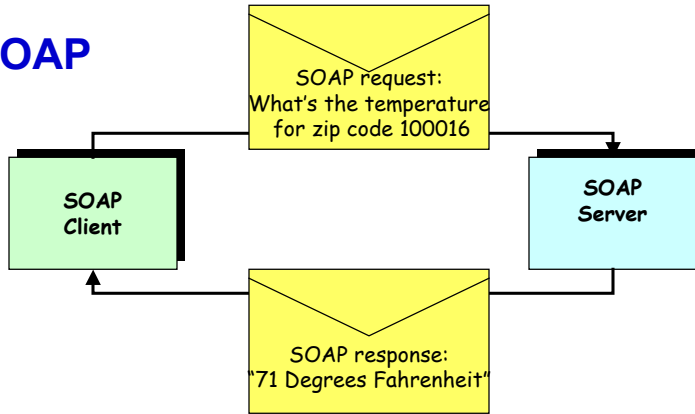 OAP
SOAP request:
What's the temperature
for zip code 100016
SOAP
Client
SOAP
Server
SOAP response:
"71 Degrees Fahrenheit"